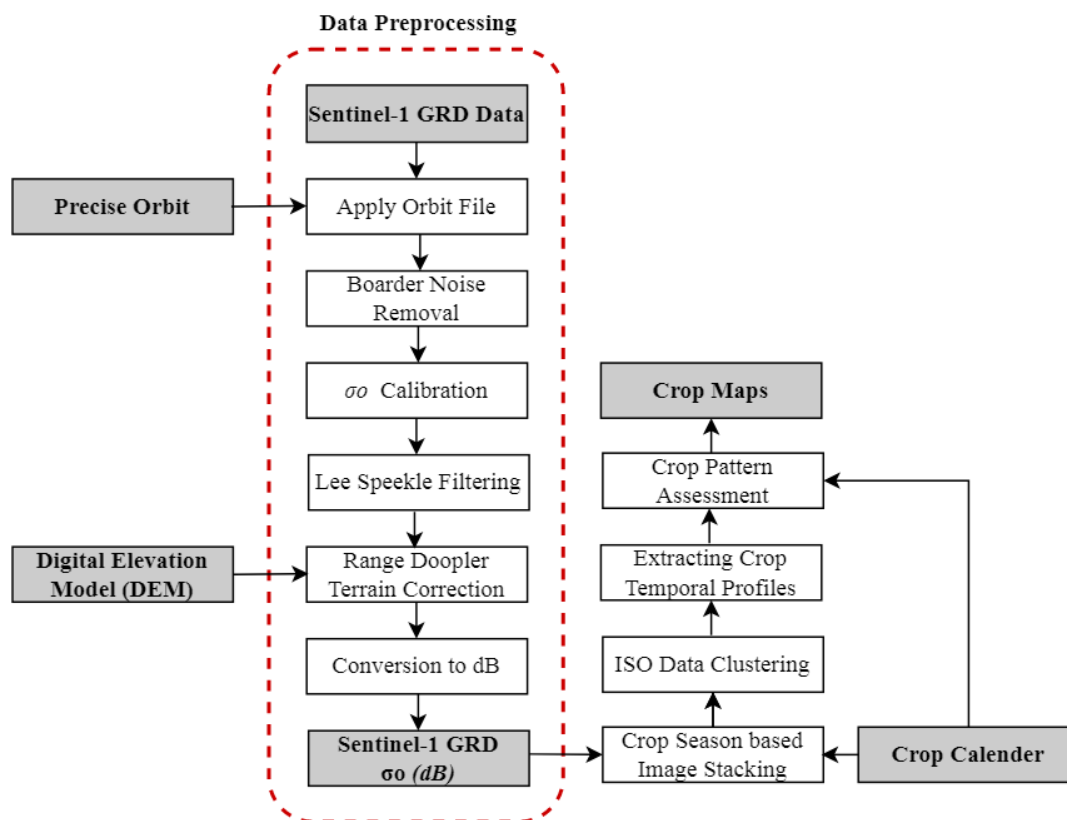 Data Preprocessing
Sentinel-1 GRD Data
Precise Orbit
Apply Orbit File
Boarder Noise
Removal
σo Calibration
Crop Maps
Lee Speekle Filtering
Crop Pattern
Assessment
Digital Elevation
Model (DEM)
Range Doopler
Terrain Correction
Extracting Crop
Temporal Profiles
Conversion to dB
ISO Data Clustering
Sentinel-1 GRD
σo (dB)
Crop Season based
Image Stacking
Crop Calender